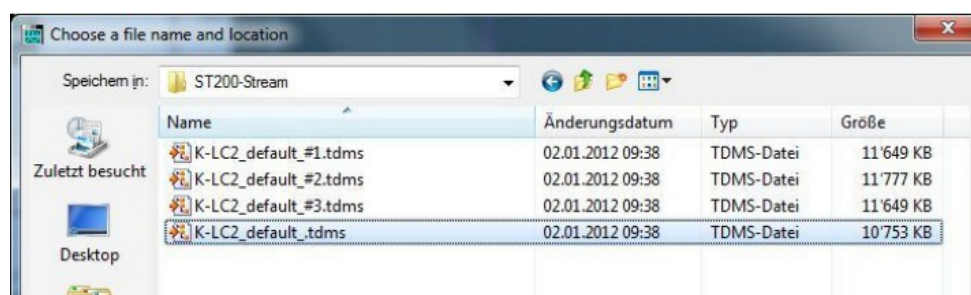 Choose a file name and location
Speichern in: ST200-Stream
Name Änderungsdatum Typ Größe
K-LC2_default_#1.tdms 02.01.2012 09:38 TDMS-Datei 11'649 KB
K-LC2_default_#2.tdms 02.01.2012 09:38 TDMS-Datei 11'777 KB
K-LC2_default_#3.tdms 02.01.2012 09:38 TDMS-Datei 11'649 KB
K-LC2_default_.tdms 02.01.2012 09:38 TDMS-Datei 10'753 KB
Zuletzt besucht
Desktop